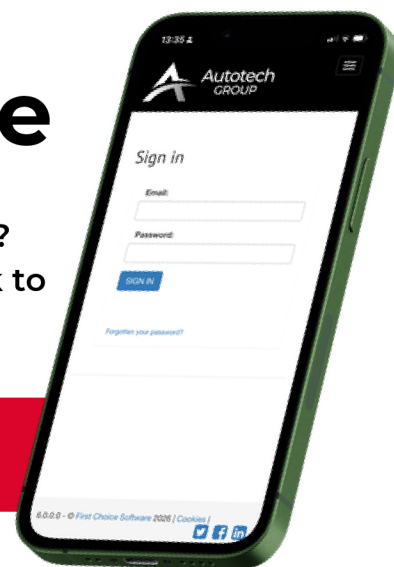 e
?
k to
13:35
Autotech
GROUP
Sign in
Email:
Password:
SIGN IN
Forgotten your password?
6.0.0.0 - © First Choice Software 2026 | Cookies |